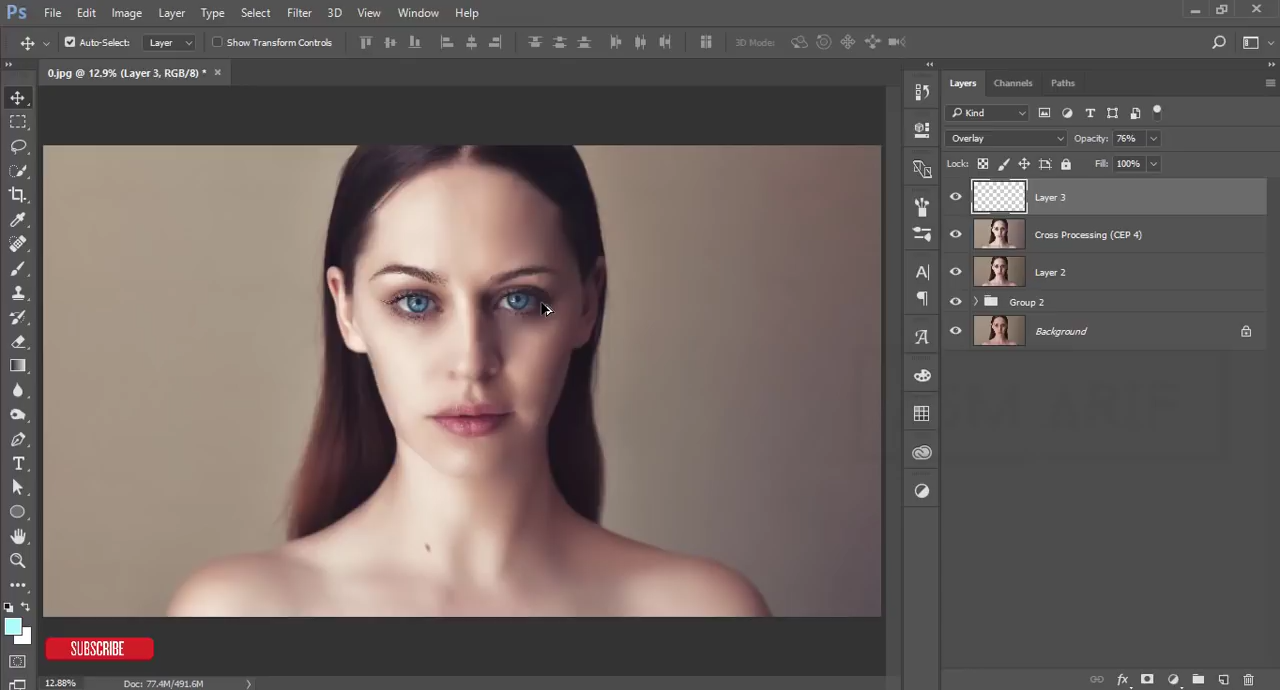 Ps File Edit Image Layer Type Select Filter 3D View Window Help
Auto-Select: Layer Show Transform Controls 3D Mode:
0.jpg @ 12,9% (Layer 3, RGB/8) * ×
Layers Channels Paths
Kind
Overlay Opacity: 76%
Lock: Fill: 100%
Layer 3
Cross Processing (CEP 4)
Layer 2
Group 2
Background
SUBSCRIBE
12.88% Doc: 77.4M/491.6M